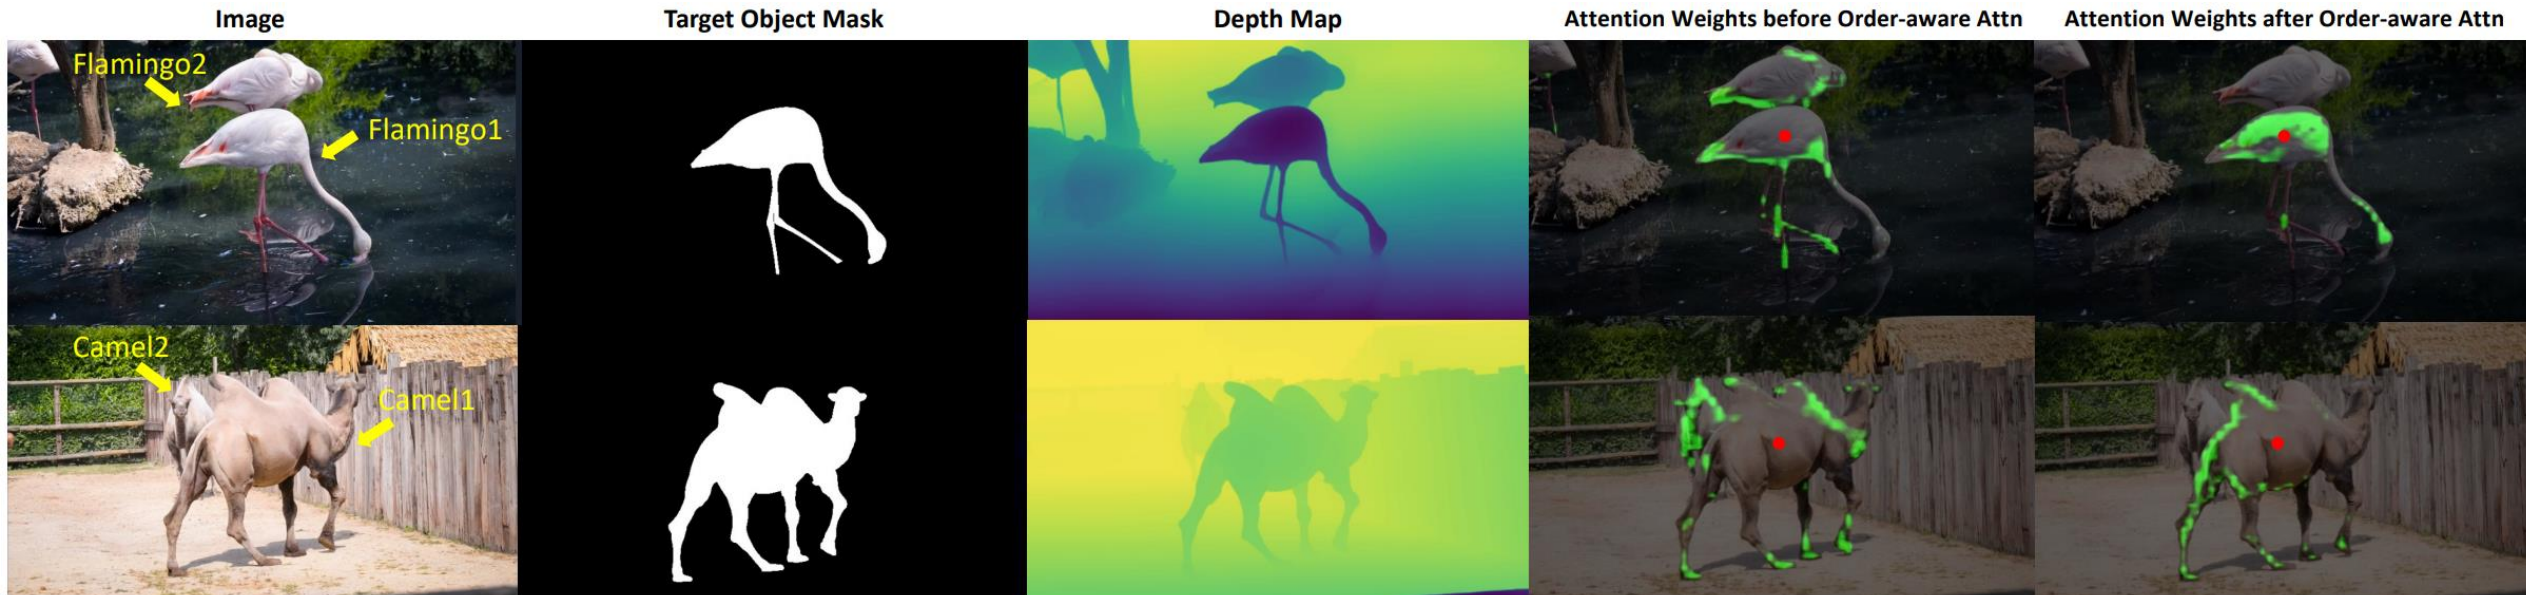 Image
Target Object Mask
Depth Map
Attention Weights before Order-aware Attn
Attention Weights after Order-aware Attn
Flamingo2
Flamingo1
Camel2
Camel1